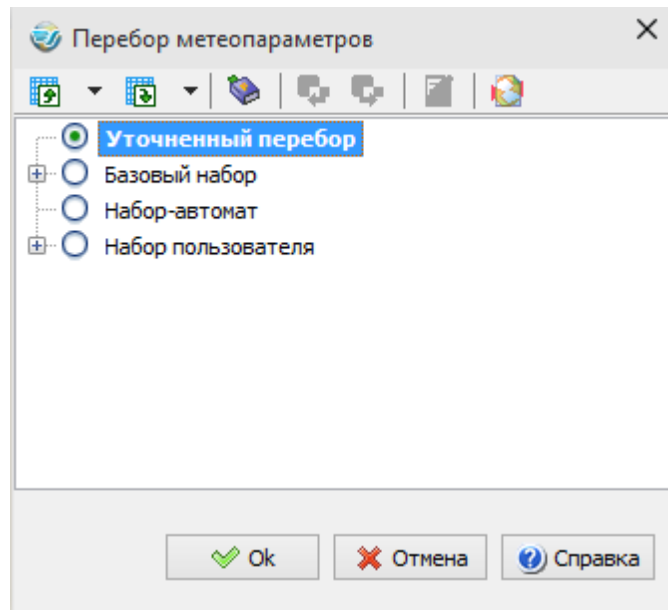 Перебор метеопараметров
Уточненный перебор
Базовый набор
Набор-автомат
Набор пользователя
Ok Отмена Справка